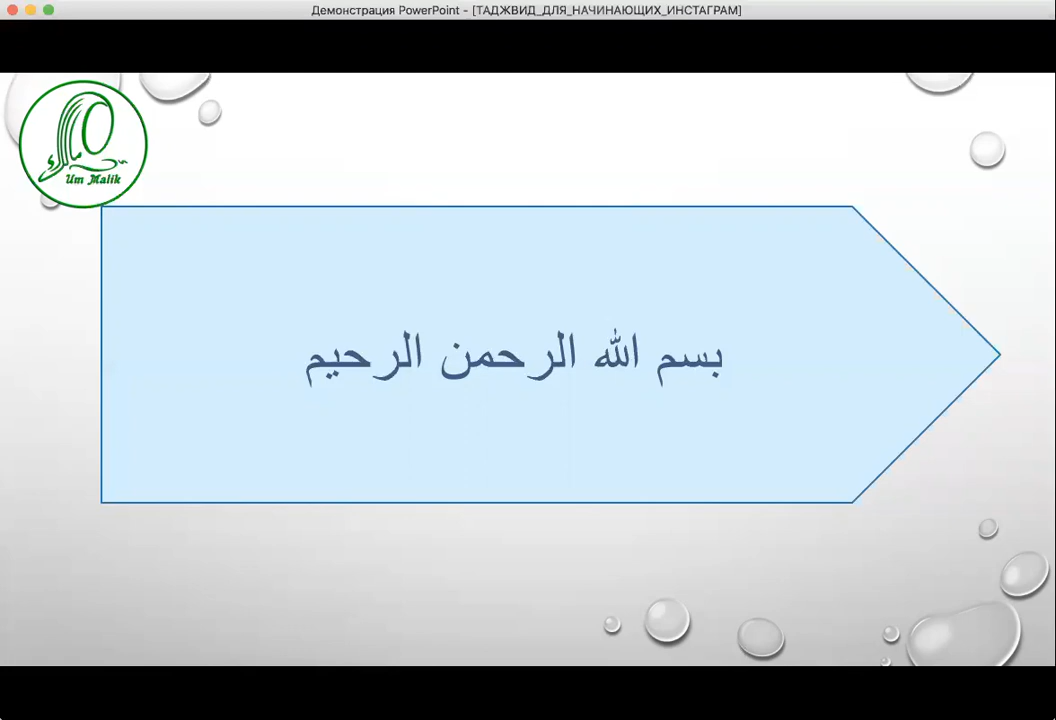 Демонстрация PowerPoint - [ТАДЖВИД_ДЛЯ_НАЧИНАЮЩИХ_ИНСТАГРАМ]
Um Malik
بسم الله الرحمن الرحيم